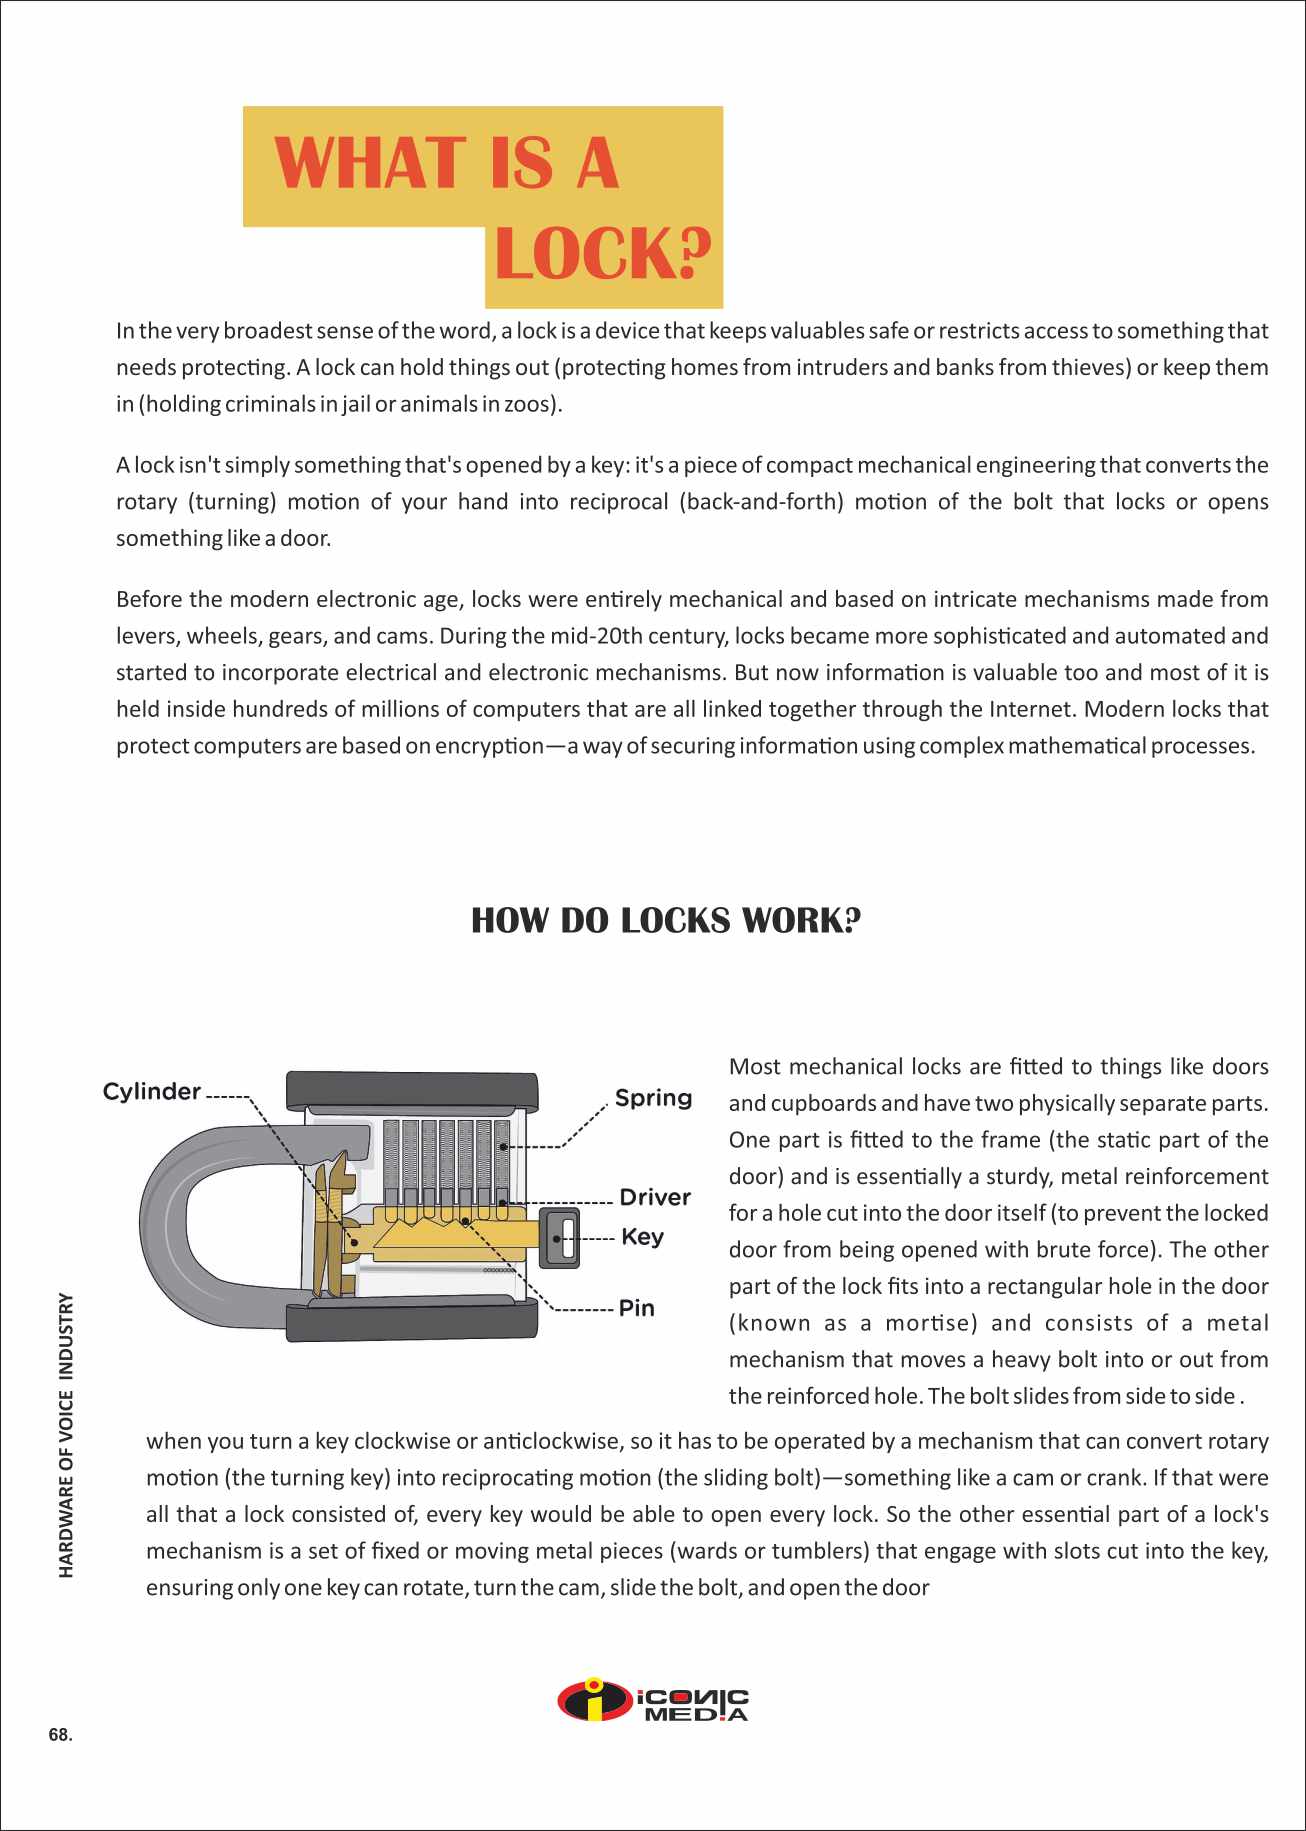 WHAT IS A
LOCK?
In the very broadest sense of the word, a lock is a device that keeps valuables safe or restricts access to something that
needs protecting. A lock can hold things out (protecting homes from intruders and banks from thieves) or keep them
in (holding criminals in jail or animals in zoos).
A lock isn't simply something that's opened by a key: it's a piece of compact mechanical engineering that converts the
rotary (turning) motion of your hand into reciprocal (back-and-forth) motion of the bolt that locks or opens
something like a door.
Before the modern electronic age, locks were entirely mechanical and based on intricate mechanisms made from
levers, wheels, gears, and cams. During the mid-20th century, locks became more sophisticated and automated and
started to incorporate electrical and electronic mechanisms. But now information is valuable too and most of it is
held inside hundreds of millions of computers that are all linked together through the Internet. Modern locks that
protect computers are based on encryption—a way of securing information using complex mathematical processes.
HOW DO LOCKS WORK?
Cylinder
Spring
Driver
Key
Pin
Most mechanical locks are fitted to things like doors
and cupboards and have two physically separate parts.
One part is fitted to the frame (the static part of the
door) and is essentially a sturdy, metal reinforcement
for a hole cut into the door itself (to prevent the locked
door from being opened with brute force). The other
part of the lock fits into a rectangular hole in the door
(known as a mortise) and consists of a metal
mechanism that moves a heavy bolt into or out from
the reinforced hole. The bolt slides from side to side .
when you turn a key clockwise or anticlockwise, so it has to be operated by a mechanism that can convert rotary
motion (the turning key) into reciprocating motion (the sliding bolt)—something like a cam or crank. If that were
all that a lock consisted of, every key would be able to open every lock. So the other essential part of a lock's
mechanism is a set of fixed or moving metal pieces (wards or tumblers) that engage with slots cut into the key,
ensuring only one key can rotate, turn the cam, slide the bolt, and open the door
HARDWARE OF VOICE INDUSTRY
iCONIC
MEDiA
68.